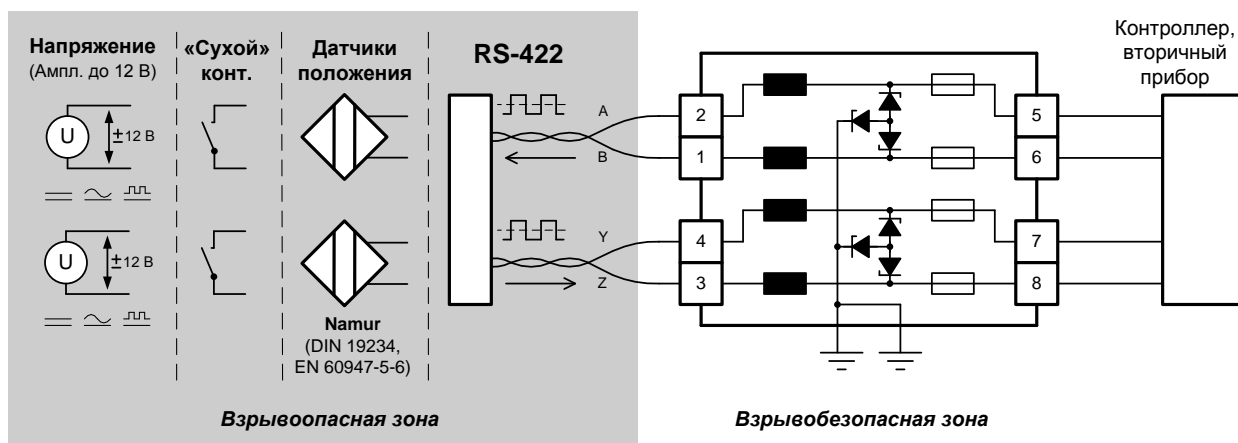 Напряжение
(Ампл. до 12 В)
«Сухой»
конт.
Датчики
положения
RS-422
Контроллер,
вторичный
прибор
U
±12 В
A
B
2
1
5
6
U
±12 В
Y
Z
4
3
7
8
Namur
(DIN 19234,
EN 60947-5-6)
Взрывоопасная зона
Взрывобезопасная зона